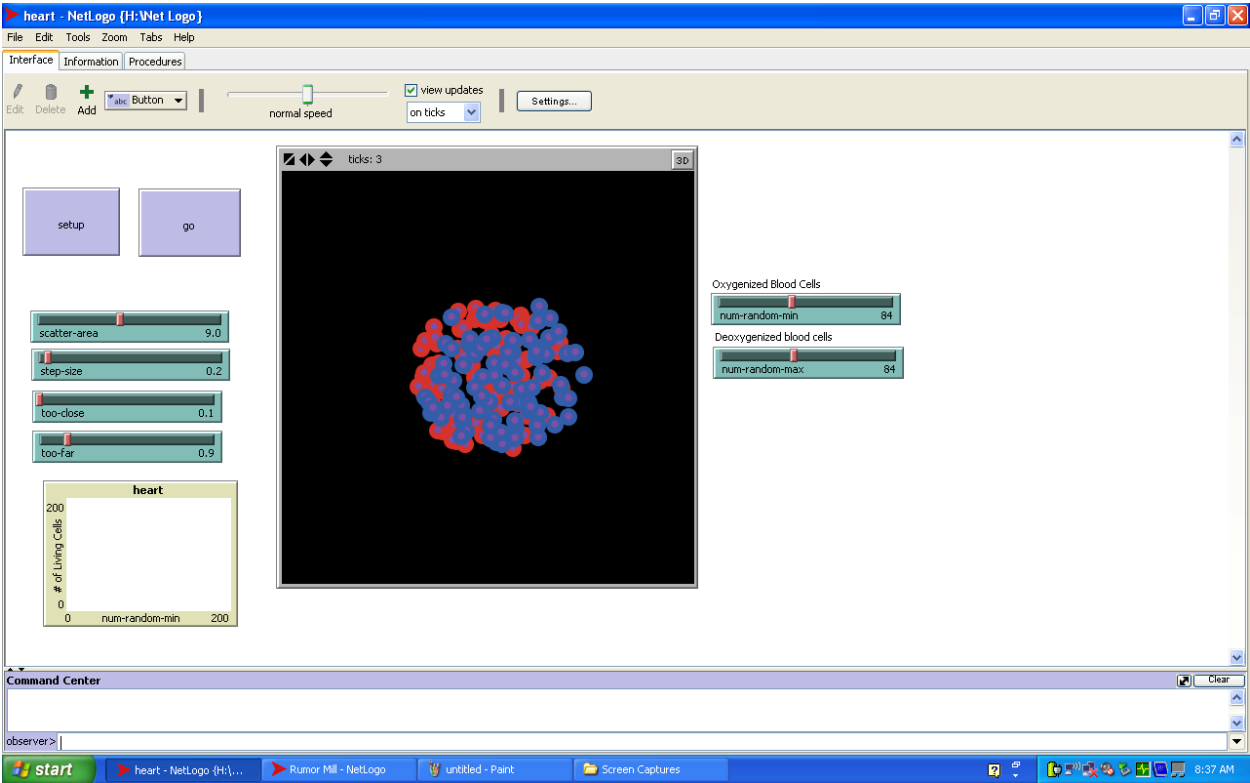 heart - NetLogo {H:\Net Logo}
File Edit Tools Zoom Tabs Help
Interface Information Procedures
Edit Delete Add abc Button normal speed view updates on ticks Settings...
ticks: 3 3D
setup go
scatter-area 9.0
step-size 0.2
too-close 0.1
too-far 0.9
Oxygenized Blood Cells
num-random-min 84
Deoxygenized blood cells
num-random-max 84
heart
200
# of Living Cells
0
0 num-random-min 200
Command Center Clear
observer>
start heart - NetLogo {H:\... Rumor Mill - NetLogo untitled - Paint Screen Captures 8:37 AM